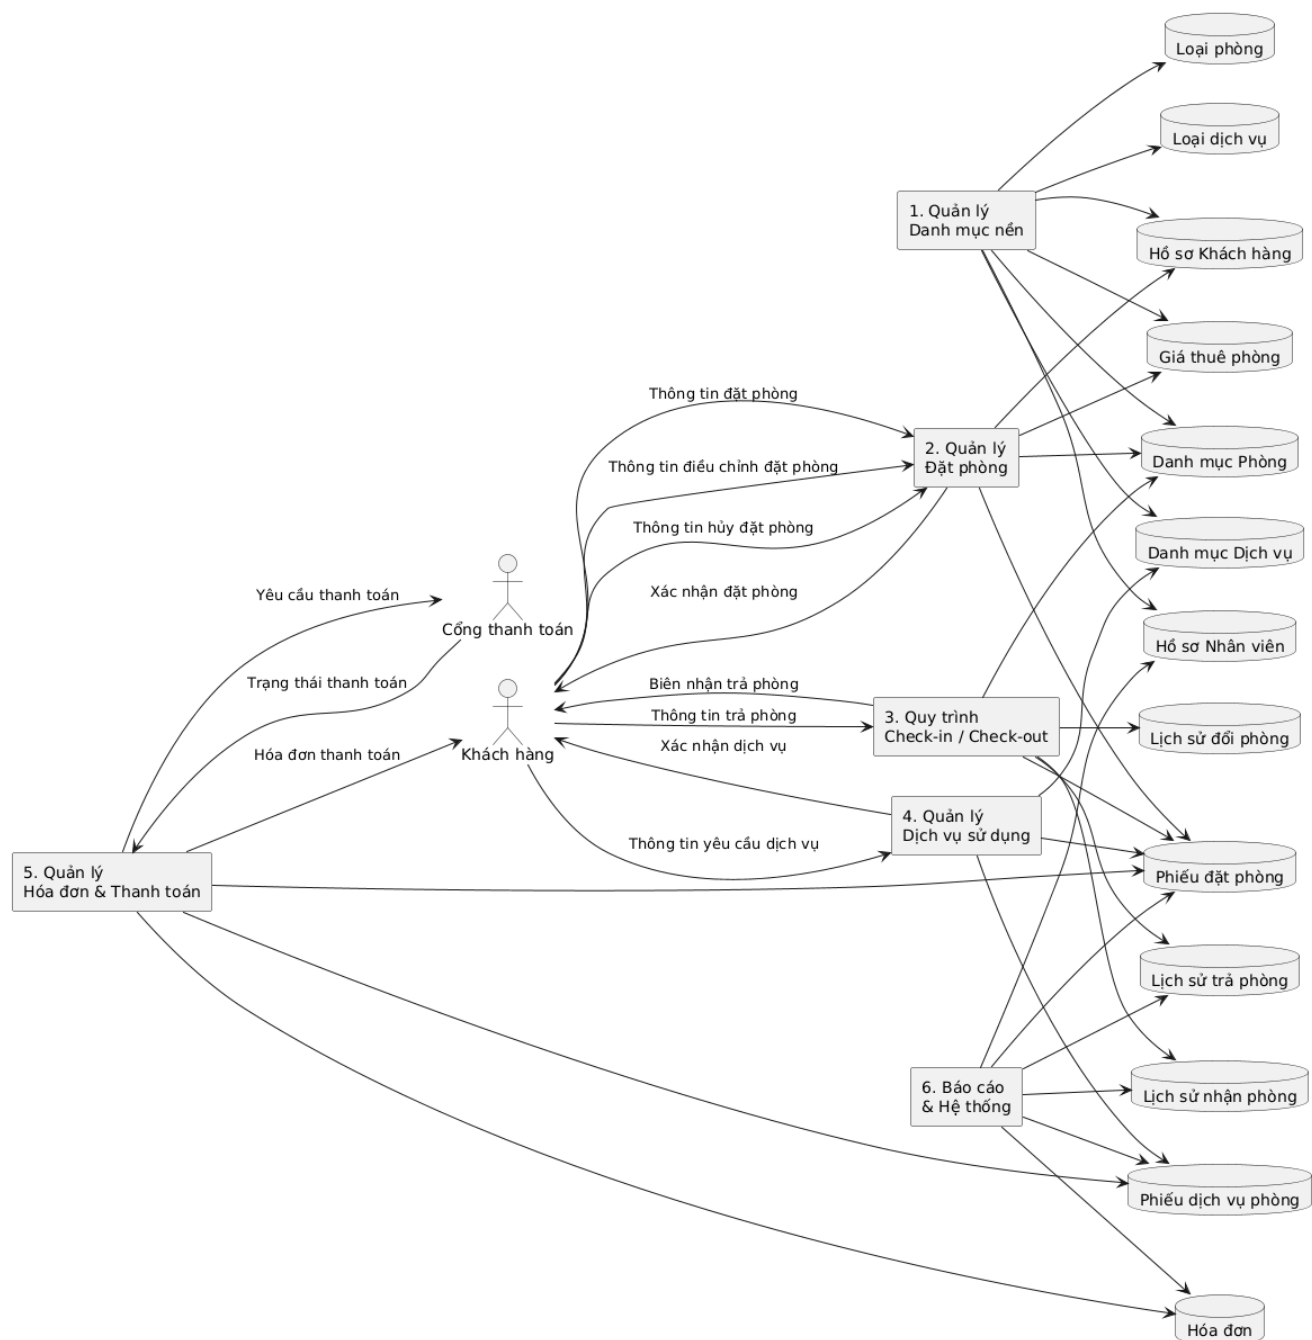 Loại phòng
Loại dịch vụ
1. Quản lý
Danh mục nền
Hồ sơ Khách hàng
Giá thuê phòng
Thông tin đặt phòng
2. Quản lý
Đặt phòng
Danh mục Phòng
Thông tin điều chỉnh đặt phòng
Thông tin hủy đặt phòng
Danh mục Dịch vụ
Yêu cầu thanh toán
Xác nhận đặt phòng
Cổng thanh toán
Hồ sơ Nhân viên
Trạng thái thanh toán
Biên nhận trả phòng
Thông tin trả phòng
3. Quy trình
Check-in / Check-out
Lịch sử đổi phòng
Hóa đơn thanh toán
Khách hàng
Xác nhận dịch vụ
4. Quản lý
Dịch vụ sử dụng
Thông tin yêu cầu dịch vụ
5. Quản lý
Hóa đơn & Thanh toán
Phiếu đặt phòng
Lịch sử trả phòng
6. Báo cáo
& Hệ thống
Lịch sử nhận phòng
Phiếu dịch vụ phòng
Hóa đơn